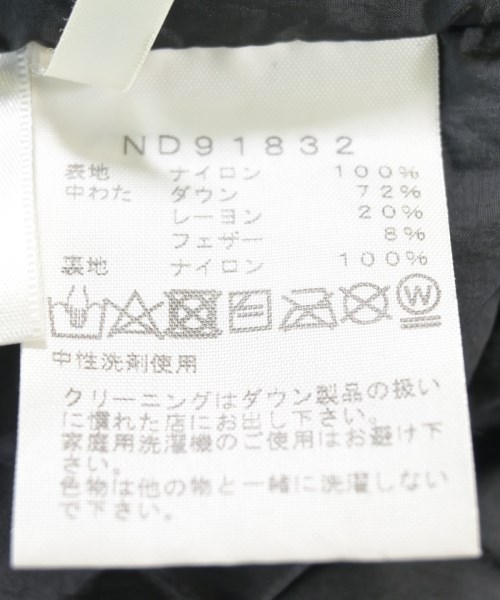 ND91832
表地 ナイロン 100%
中わた ダウン 72%
レーヨン 20%
フェザー 8%
裏地 ナイロン 100%
W
中性洗剤使用
クリーニングはダウン製品の扱い
に慣れた店にお出し下さい。
家庭用洗濯機のご使用はお避け下
さい。
色物は他の物と一緒に洗濯しない
で下さい。